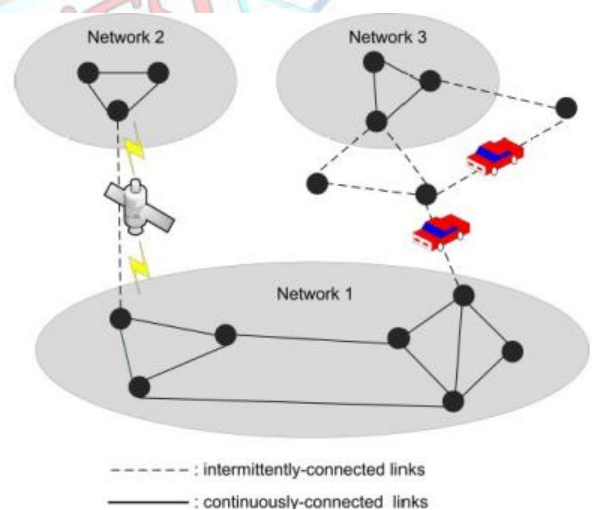 Network 2
Network 3
Network 1
: intermittently-connected links
: continuously-connected links